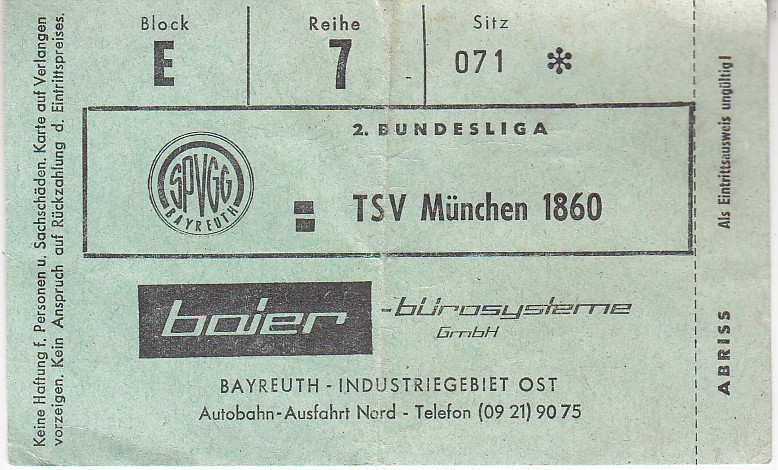 Block Reihe Sitz
E 7 071 *
2. BUNDESLIGA
SPVGG
BAYREUTH
: TSV München 1860
baier -bürosysteme
GmbH
BAYREUTH - INDUSTRIEGEBIET OST
Autobahn-Ausfahrt Nord - Telefon (09 21) 90 75
Keine Haftung f. Personen u. Sachschäden. Karte auf Verlangen
vorzeigen. Kein Anspruch auf Rückzahlung d. Eintrittspreises.
ABRISS Als Eintrittsausweis ungültig!